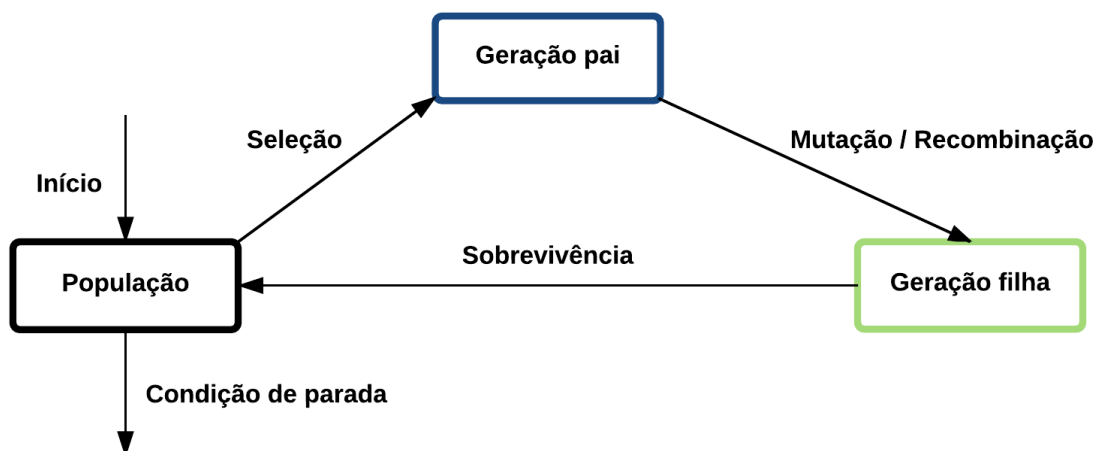 Geração pai
Seleção
Mutação / Recombinação
Início
Sobrevivência
População
Geração filha
Condição de parada